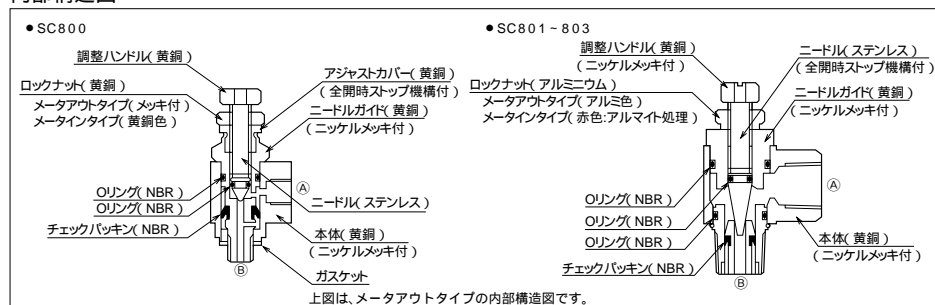 ● SC800
調整ハンドル( 黄銅 )
ロックナット( 黄銅 )
メータアウトタイプ( メッキ付 )
メータインタイプ( 黄銅色 )
アジャストカバー( 黄銅 )
( 全開時ストップ機構付 )
ニードルガイド( 黄銅 )
( ニッケルメッキ付 )
Oリング( NBR )
Oリング( NBR )
チェックパッキン( NBR )
Ⓐ
ニードル( ステンレス )
本体( 黄銅 )
( ニッケルメッキ付 )
Ⓑ
ガスケット
● SC801~803
調整ハンドル( 黄銅 )
( ニッケルメッキ付 )
ロックナット( アルミニウム )
メータアウトタイプ( アルミ色 )
メータインタイプ( 赤色:アルマイト処理 )
ニードル( ステンレス )
( 全開時ストップ機構付 )
ニードルガイド( 黄銅 )
( ニッケルメッキ付 )
Oリング( NBR )
Oリング( NBR )
Oリング( NBR )
チェックパッキン( NBR )
Ⓐ
本体( 黄銅 )
( ニッケルメッキ付 )
Ⓑ
上図は、メータアウトタイプの内部構造図です。